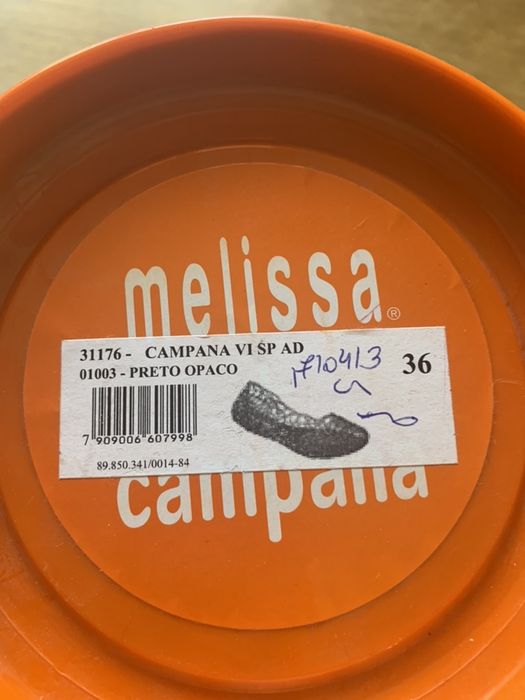 melissa®
31176 - CAMPANA VI SP AD
01003 - PRETO OPACO
36
7 909006 607998
89.850.341/0014-84
campana